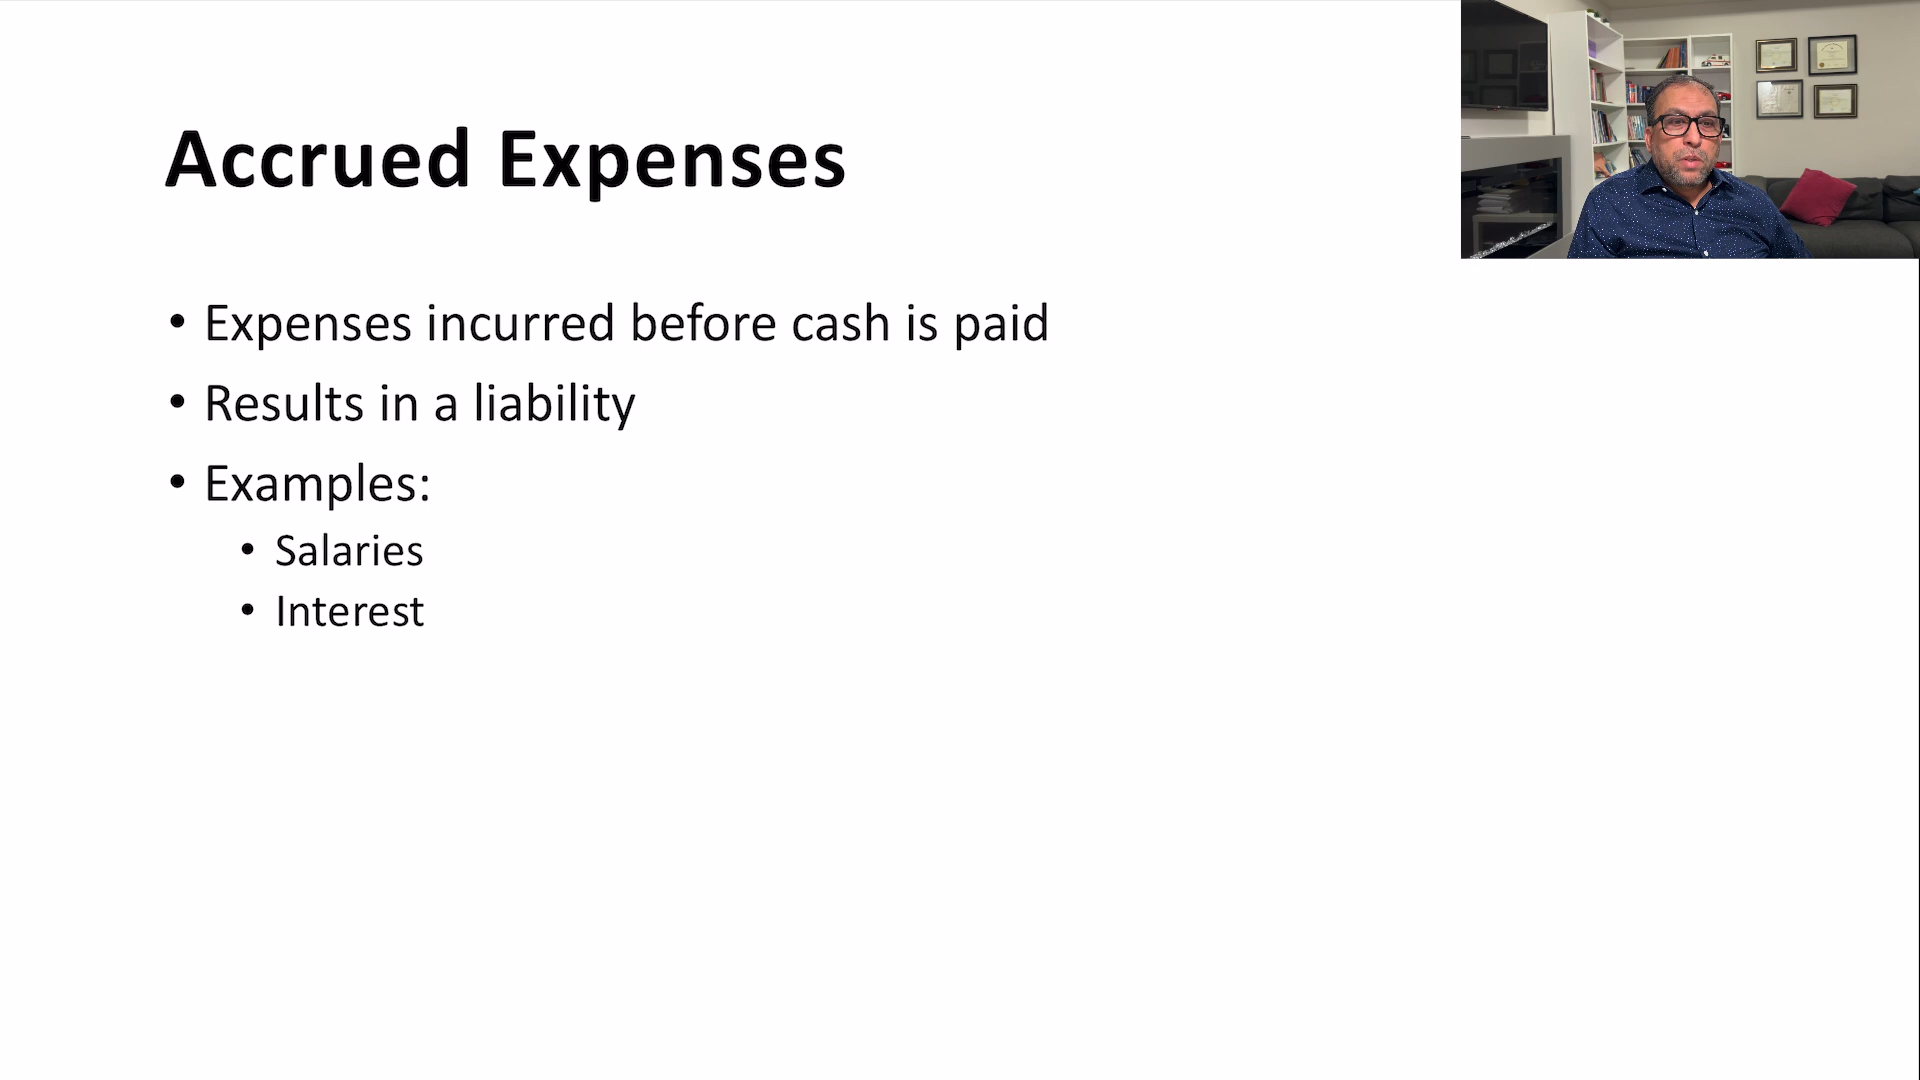 Accrued Expenses
• Expenses incurred before cash is paid
• Results in a liability
• Examples:
• Salaries
• Interest